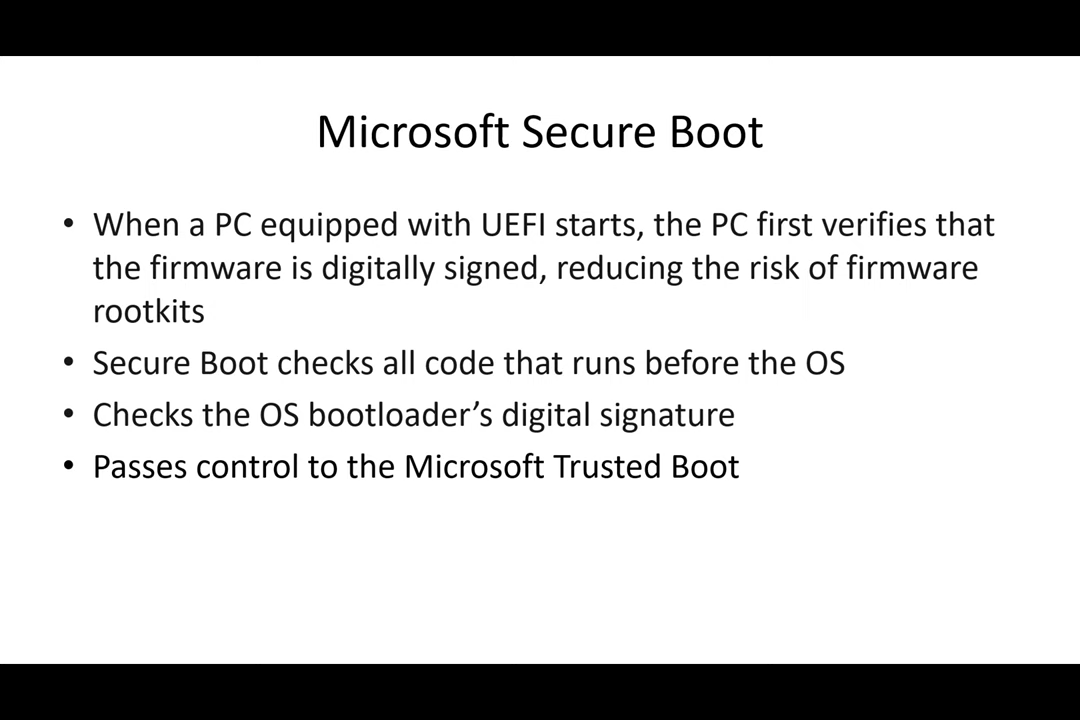 Microsoft Secure Boot
• When a PC equipped with UEFI starts, the PC first verifies that
the firmware is digitally signed, reducing the risk of firmware
rootkits
• Secure Boot checks all code that runs before the OS
• Checks the OS bootloader’s digital signature
• Passes control to the Microsoft Trusted Boot